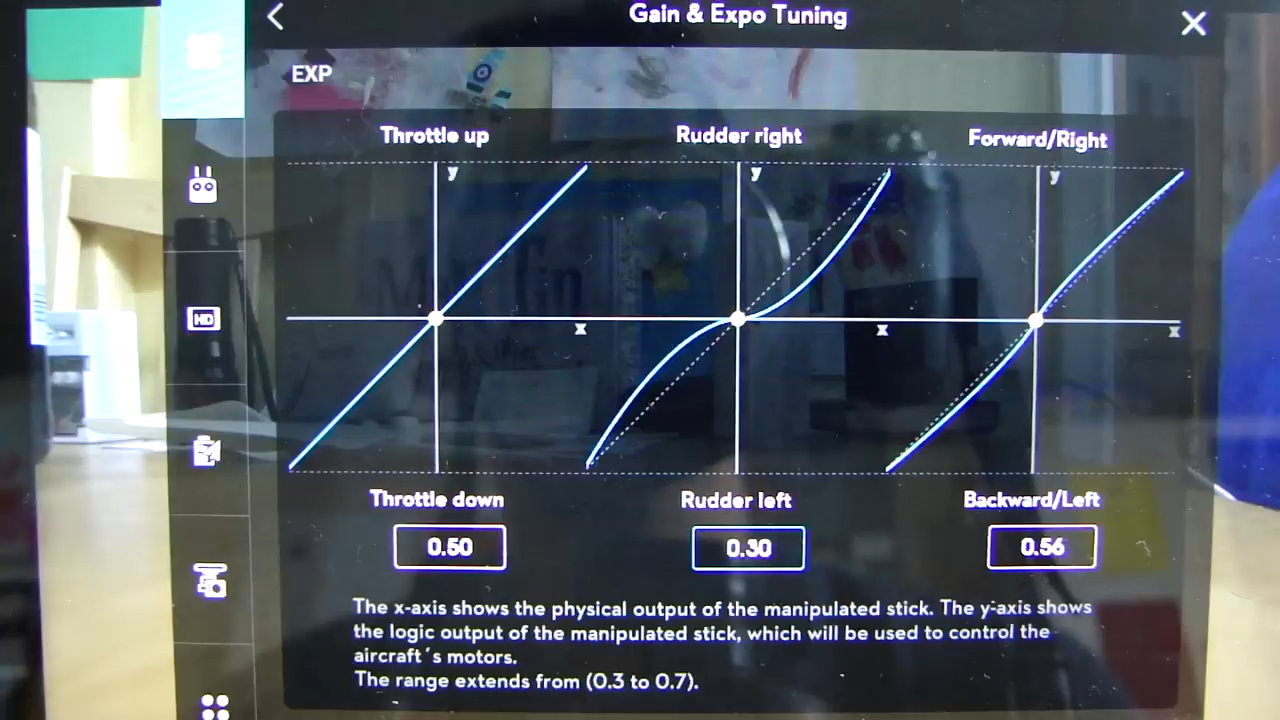 Gain & Expo Tuning
EXP
Throttle up
Rudder right
Forward/Right
y
y
y
x
x
x
HD
Throttle down
Rudder left
Backward/Left
0.50
0.30
0.56
The x-axis shows the physical output of the manipulated stick. The y-axis shows
the logic output of the manipulated stick, which will be used to control the
aircraft´s motors.
The range extends from (0.3 to 0.7).